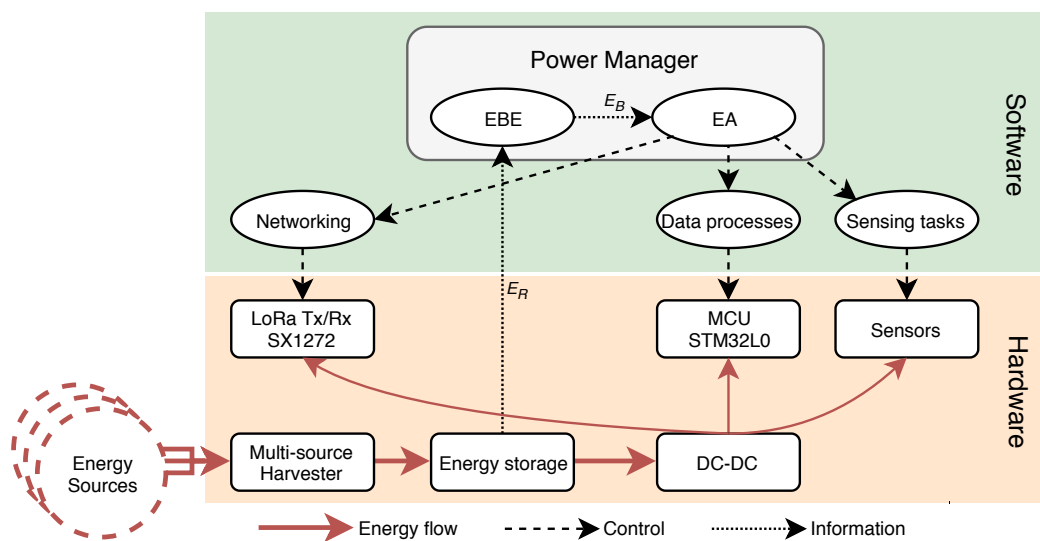 Power Manager
EBE
E_B
EA
Software
Networking
Data processes
Sensing tasks
E_R
LoRa Tx/Rx
SX1272
MCU
STM32L0
Sensors
Hardware
Energy
Sources
Multi-source
Harvester
Energy storage
DC-DC
Energy flow
Control
Information